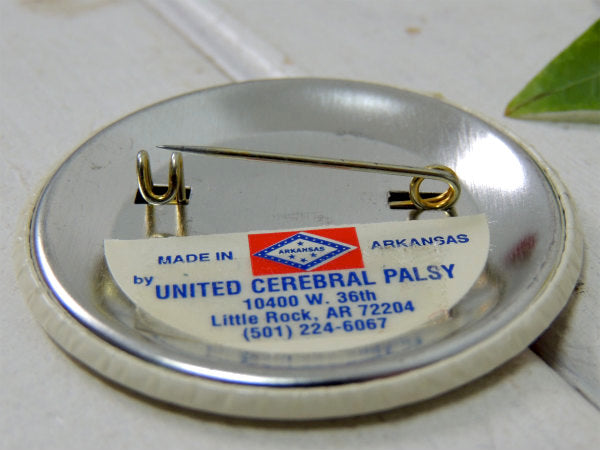 MADE IN ARKANSAS ARKANSAS
by UNITED CEREBRAL PALSY
10400 W. 36th
Little Rock, AR 72204
(501) 224-6067